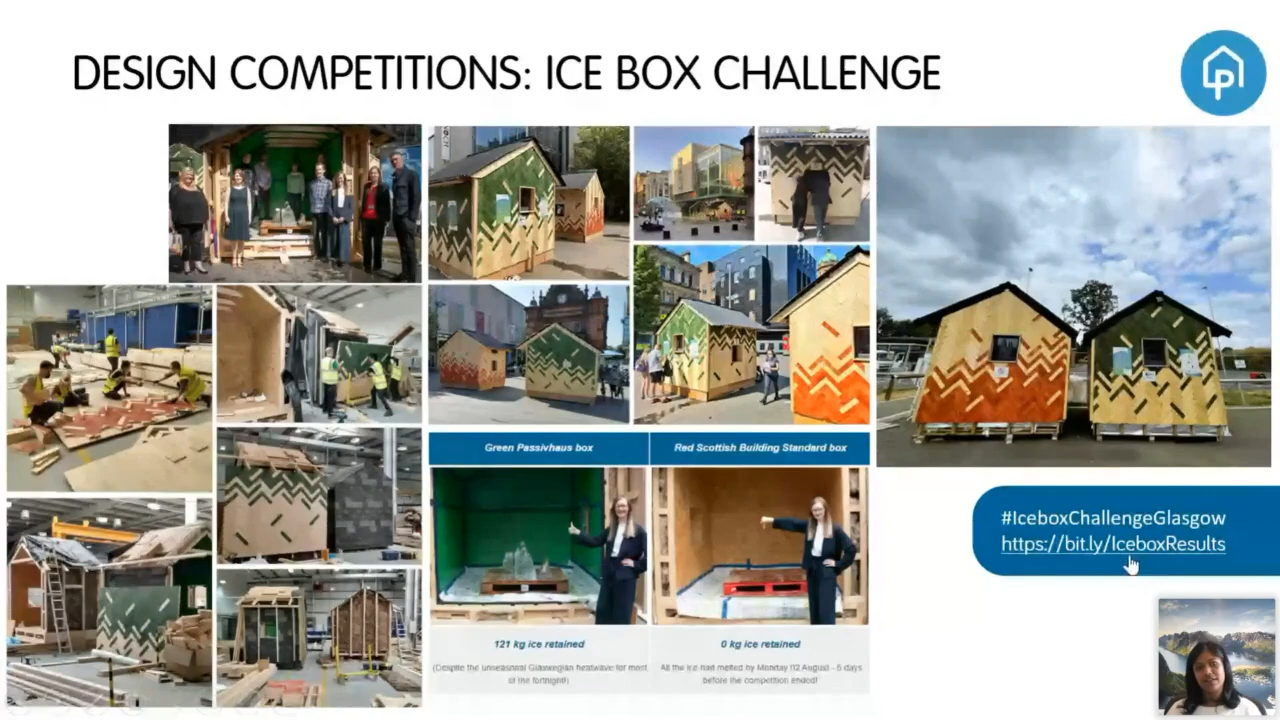 DESIGN COMPETITIONS: ICE BOX CHALLENGE
Green Passivhaus box
Red Scottish Building Standard box
121 kg ice retained
0 kg ice retained
(Despite the unseasonal Glaswegian heatwave for most
of the fortnight!)
All the ice had melted by Monday 02 August - 5 days
before the competition ended!
#IceboxChallengeGlasgow
https://bit.ly/IceboxResults